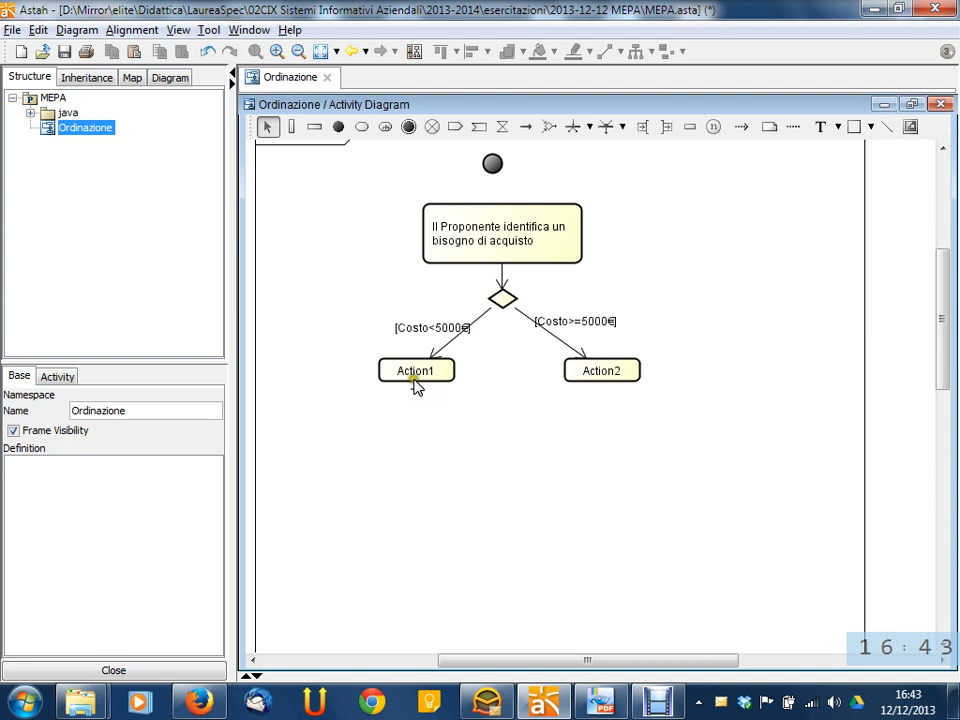 Astah - [D:\Mirror\elite\Didattica\LaureaSpec\02CIX Sistemi Informativi Aziendali\2013-2014\esercitazioni\2013-12-12 MEPA\MEPA.asta] (*)
File Edit Diagram Alignment View Tool Window Help
Structure Inheritance Map Diagram
MEPA
java
Ordinazione
Ordinazione
Ordinazione / Activity Diagram
Il Proponente identifica un
bisogno di acquisto
[Costo<5000€]
[Costo>=5000€]
Action1
Action2
Base Activity
Namespace
Name Ordinazione
Frame Visibility
Definition
Close
16:43
16:43
12/12/2013
PDF